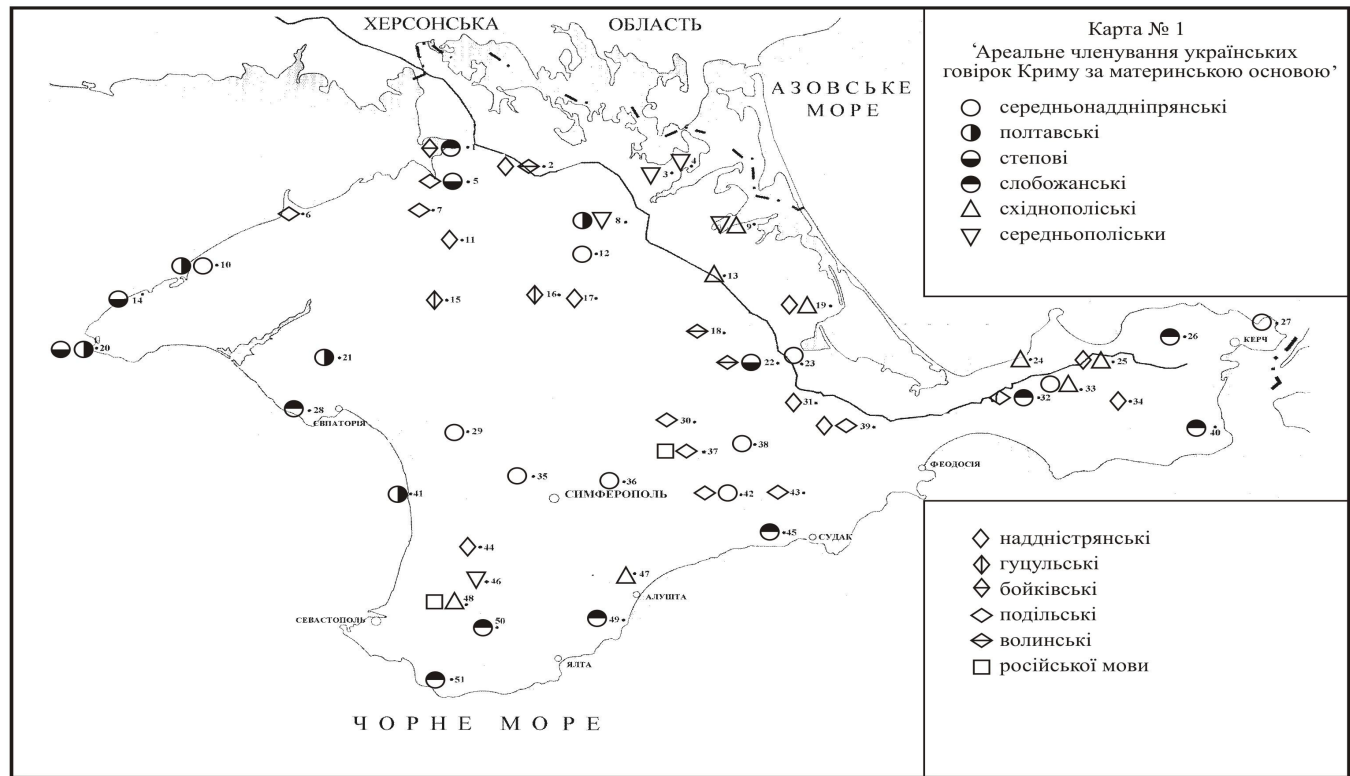 ХЕРСОНСЬКА ОБЛАСТЬ
АЗОВСЬКЕ
МОРЕ
Карта № 1
‘Ареальне членування українських
говірок Криму за материнською основою’
середньонаддніпрянські
полтавські
степові
слобожанські
східнополіські
середньополіськи
1
2
3
4
5
6
7
8
9
10
11
12
13
14
15
16
17
18
19
20
21
22
23
24
25
26
27
КЕРЧ
28
ЄВПАТОРІЯ
29
30
31
32
33
34
35
36
37
38
39
40
ФЕОДОСІЯ
41
СИМФЕРОПОЛЬ
42
43
44
45
СУДАК
46
47
48
АЛУШТА
49
50
СЕВАСТОПОЛЬ
ЯЛТА
51
ЧОРНЕ МОРЕ
наддністрянські
гуцульські
бойківські
подільські
волинські
російської мови